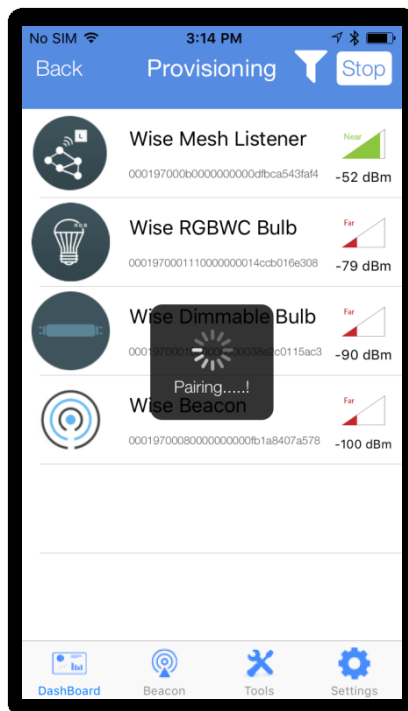 No SIM 3:14 PM
Back Provisioning Stop
L
Wise Mesh Listener
Near
000197000b0000000000dfbca543faf4
-52 dBm
Wise RGBWC Bulb
Far
0001970001110000000014ccb016e308
-79 dBm
Wise Dimmable Bulb
Far
-90 dBm
Pairing.....!
Wise Beacon
Far
00019700080000000000fb1a8407a578
-100 dBm
DashBoard Beacon Tools Settings